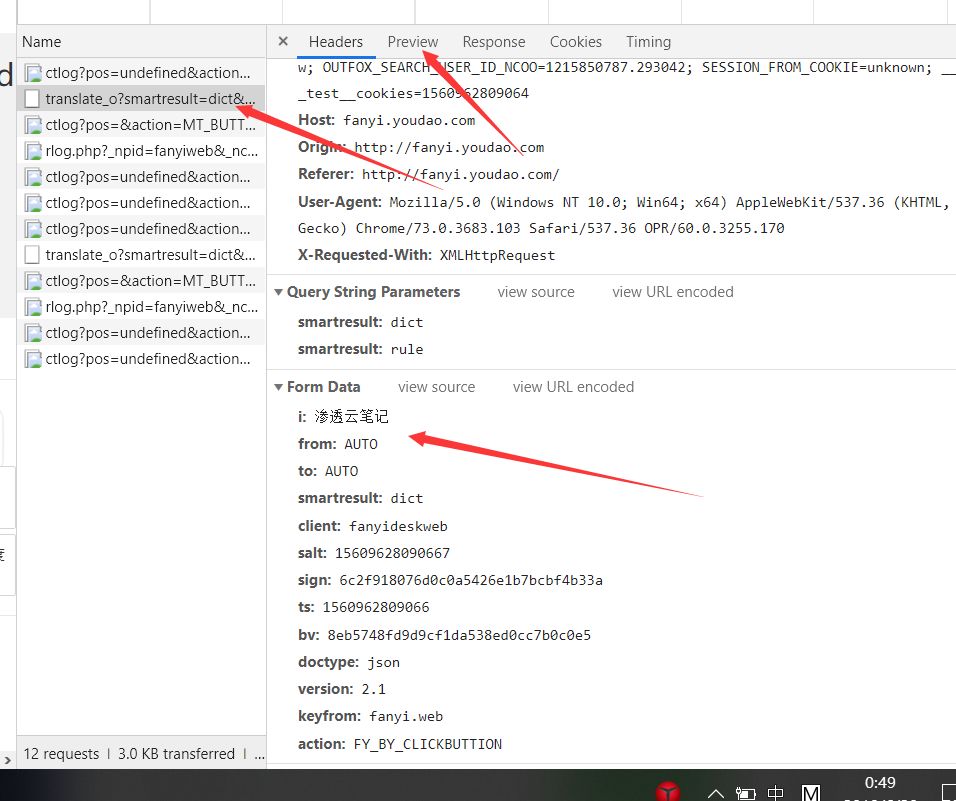 d
Name
Headers
Preview
Response
Cookies
Timing
ctlog?pos=undefined&action...
translate_o?smartresult=dict&...
ctlog?pos=&action=MT_BUTT...
rlog.php?_npid=fanyiweb&_nc...
ctlog?pos=undefined&action...
ctlog?pos=undefined&action...
ctlog?pos=undefined&action...
translate_o?smartresult=dict&...
ctlog?pos=&action=MT_BUTT...
rlog.php?_npid=fanyiweb&_nc...
ctlog?pos=undefined&action...
ctlog?pos=undefined&action...
12 requests | 3.0 KB transferred | ...
w; OUTFOX_SEARCH_USER_ID_NCOO=1215850787.293042; SESSION_FROM_COOKIE=unknown; __
_test__cookies=1560962809064
Host: fanyi.youdao.com
Origin: http://fanyi.youdao.com
Referer: http://fanyi.youdao.com/
User-Agent: Mozilla/5.0 (Windows NT 10.0; Win64; x64) AppleWebKit/537.36 (KHTML,
Gecko) Chrome/73.0.3683.103 Safari/537.36 OPR/60.0.3255.170
X-Requested-With: XMLHttpRequest
Query String Parameters view source view URL encoded
smartresult: dict
smartresult: rule
Form Data view source view URL encoded
i: 渗透云笔记
from: AUTO
to: AUTO
smartresult: dict
client: fanyideskweb
salt: 15609628090667
sign: 6c2f918076d0c0a5426e1b7bcbf4b33a
ts: 1560962809066
bv: 8eb5748fd9d9cf1da538ed0cc7b0c0e5
doctype: json
version: 2.1
keyfrom: fanyi.web
action: FY_BY_CLICKBUTTION
中
M
0:49